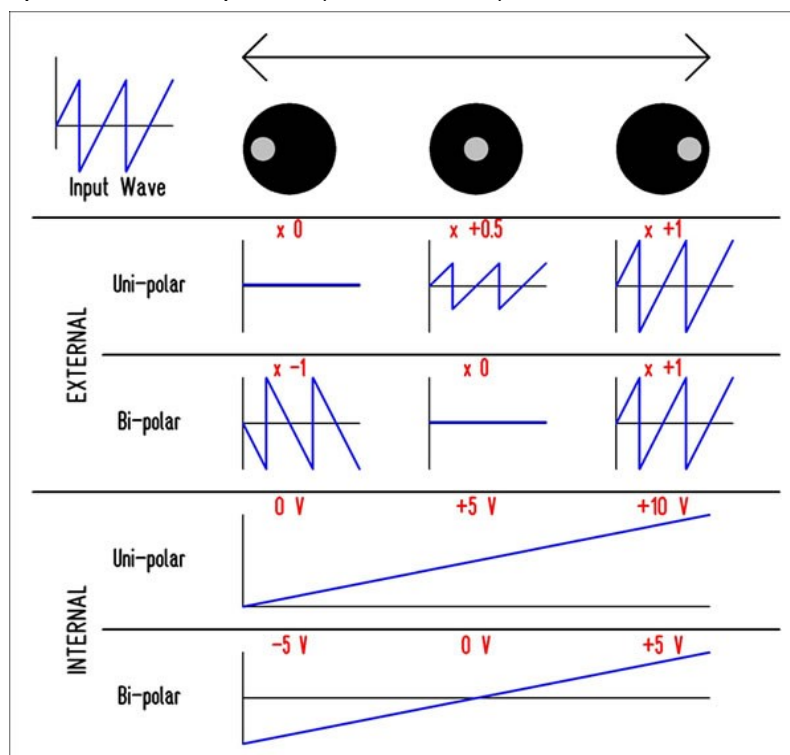 Input Wave
x 0 x +0.5 x +1
Uni-polar
EXTERNAL
x -1 x 0 x +1
Bi-polar
0 V +5 V +10 V
Uni-polar
INTERNAL
-5 V 0 V +5 V
Bi-polar